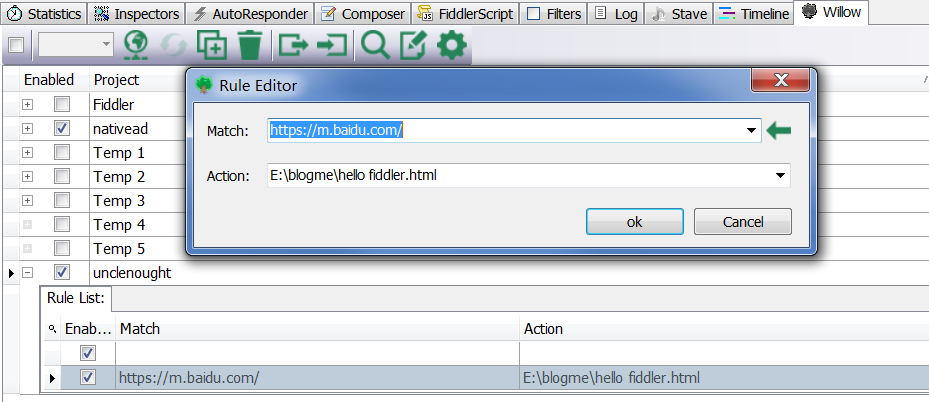 Statistics Inspectors AutoResponder Composer FiddlerScript Filters Log Stave Timeline Willow
Enabled Project
Fiddler
nativead
Temp 1
Temp 2
Temp 3
Temp 4
Temp 5
unclenought
Rule Editor
Match: https://m.baidu.com/
Action: E:\blogme\hello fiddler.html
ok Cancel
Rule List:
Enab... Match Action
https://m.baidu.com/ E:\blogme\hello fiddler.html